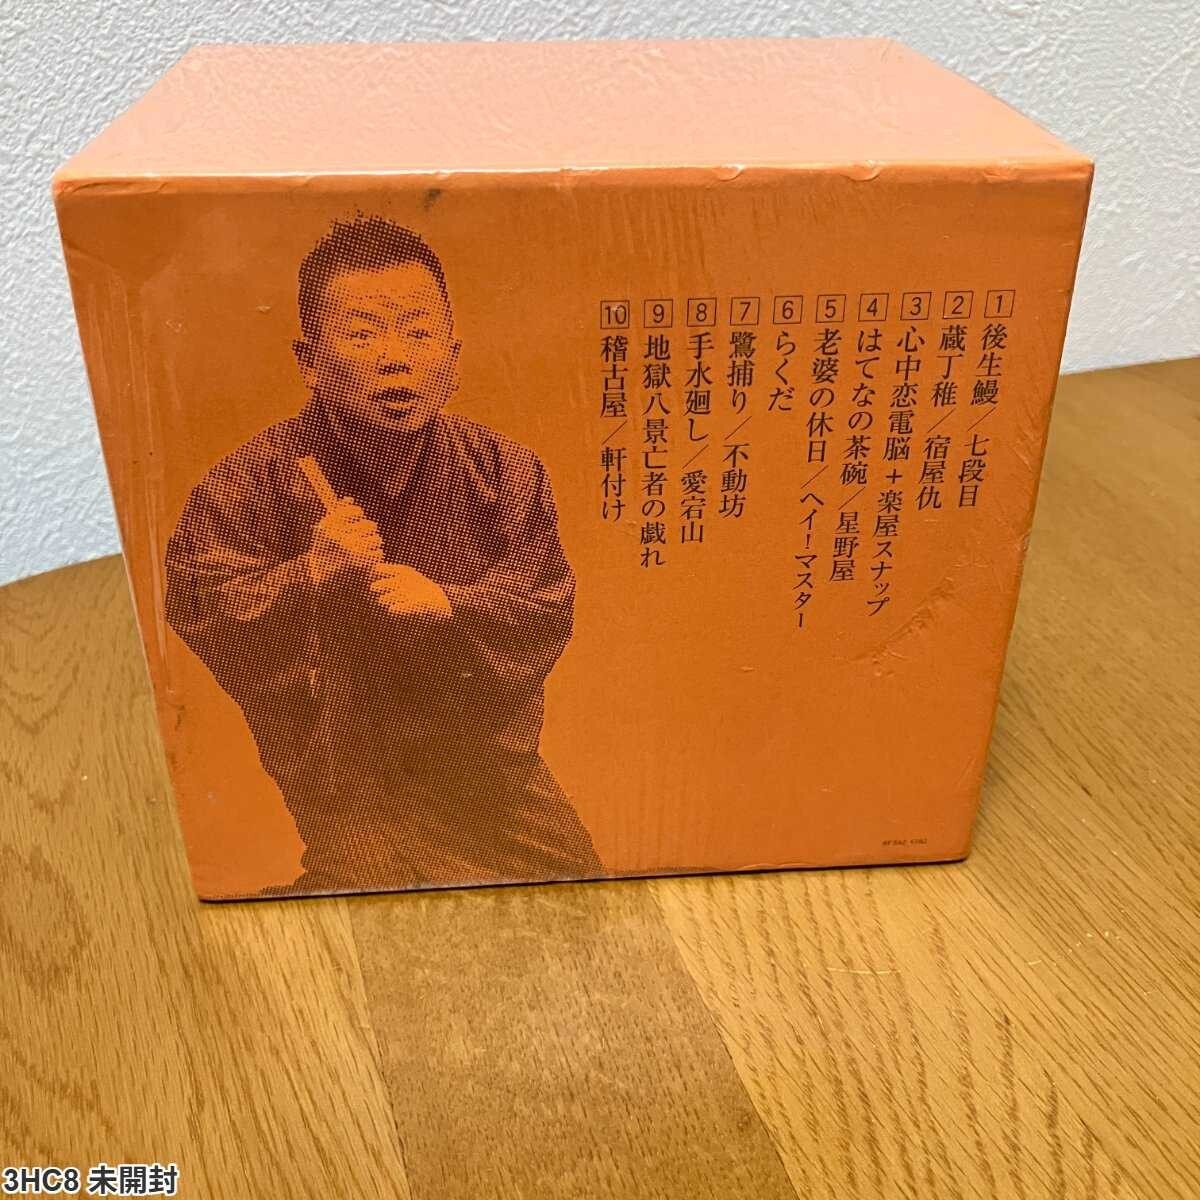 1 後生鰻／七段目
2 蔵丁稚／宿屋仇
3 心中恋電脳＋楽屋スナップ
4 はてなの茶碗／星野屋
5 老婆の休日／ヘイ！マスター
6 らくだ
7 鷺捕り／不動坊
8 手水廻し／愛宕山
9 地獄八景亡者の戯れ
10 稽古屋／軒付け
3HC8 未開封